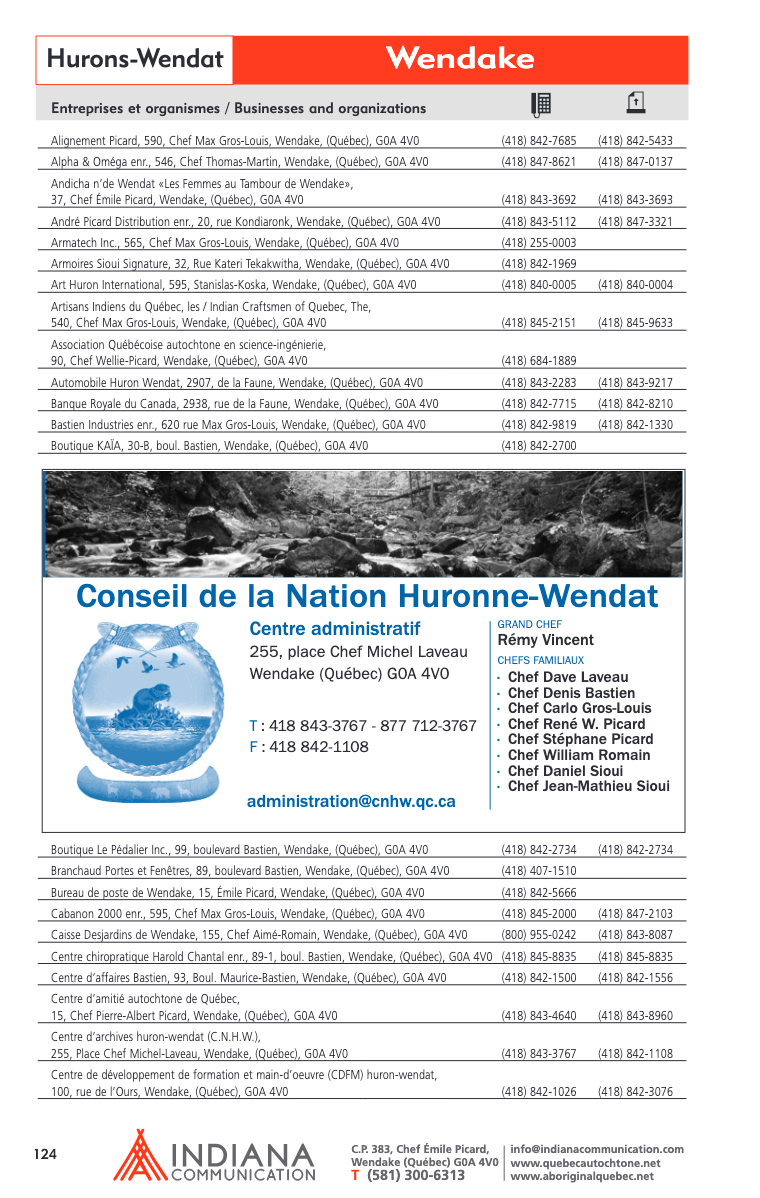 Hurons-Wendat
Wendake
Entreprises et organismes / Businesses and organizations
Alignement Picard, 590, Chef Max Gros-Louis, Wendake, (Québec), G0A 4V0 (418) 842-7685 (418) 842-5433
Alpha & Oméga enr., 546, Chef Thomas-Martin, Wendake, (Québec), G0A 4V0 (418) 847-8621 (418) 847-0137
Andicha n’de Wendat «Les Femmes au Tambour de Wendake»,
37, Chef Émile Picard, Wendake, (Québec), G0A 4V0 (418) 843-3692 (418) 843-3693
André Picard Distribution enr., 20, rue Kondiaronk, Wendake, (Québec), G0A 4V0 (418) 843-5112 (418) 847-3321
Armatech Inc., 565, Chef Max Gros-Louis, Wendake, (Québec), G0A 4V0 (418) 255-0003
Armoires Sioui Signature, 32, Rue Kateri Tekakwitha, Wendake, (Québec), G0A 4V0 (418) 842-1969
Art Huron International, 595, Stanislas-Koska, Wendake, (Québec), G0A 4V0 (418) 840-0005 (418) 840-0004
Artisans Indiens du Québec, les / Indian Craftsmen of Quebec, The,
540, Chef Max Gros-Louis, Wendake, (Québec), G0A 4V0 (418) 845-2151 (418) 845-9633
Association Québécoise autochtone en science-ingénierie,
90, Chef Wellie-Picard, Wendake, (Québec), G0A 4V0 (418) 684-1889
Automobile Huron Wendat, 2907, de la Faune, Wendake, (Québec), G0A 4V0 (418) 843-2283 (418) 843-9217
Banque Royale du Canada, 2938, rue de la Faune, Wendake, (Québec), G0A 4V0 (418) 842-7715 (418) 842-8210
Bastien Industries enr., 620 rue Max Gros-Louis, Wendake, (Québec), G0A 4V0 (418) 842-9819 (418) 842-1330
Boutique KAÏA, 30-B, boul. Bastien, Wendake, (Québec), G0A 4V0 (418) 842-2700
Conseil de la Nation Huronne-Wendat
Centre administratif
255, place Chef Michel Laveau
Wendake (Québec) G0A 4V0
T : 418 843-3767 - 877 712-3767
F : 418 842-1108
administration@cnhw.qc.ca
GRAND CHEF
Rémy Vincent
CHEFS FAMILIAUX
· Chef Dave Laveau
· Chef Denis Bastien
· Chef Carlo Gros-Louis
· Chef René W. Picard
· Chef Stéphane Picard
· Chef William Romain
· Chef Daniel Sioui
· Chef Jean-Mathieu Sioui
Boutique Le Pédalier Inc., 99, boulevard Bastien, Wendake, (Québec), G0A 4V0 (418) 842-2734 (418) 842-2734
Branchaud Portes et Fenêtres, 89, boulevard Bastien, Wendake, (Québec), G0A 4V0 (418) 407-1510
Bureau de poste de Wendake, 15, Émile Picard, Wendake, (Québec), G0A 4V0 (418) 842-5666
Cabanon 2000 enr., 595, Chef Max Gros-Louis, Wendake, (Québec), G0A 4V0 (418) 845-2000 (418) 847-2103
Caisse Desjardins de Wendake, 155, Chef Aimé-Romain, Wendake, (Québec), G0A 4V0 (800) 955-0242 (418) 843-8087
Centre chiropratique Harold Chantal enr., 89-1, boul. Bastien, Wendake, (Québec), G0A 4V0 (418) 845-8835 (418) 845-8835
Centre d’affaires Bastien, 93, Boul. Maurice-Bastien, Wendake, (Québec), G0A 4V0 (418) 842-1500 (418) 842-1556
Centre d’amitié autochtone de Québec,
15, Chef Pierre-Albert Picard, Wendake, (Québec), G0A 4V0 (418) 843-4640 (418) 843-8960
Centre d’archives huron-wendat (C.N.H.W.),
255, Place Chef Michel-Laveau, Wendake, (Québec), G0A 4V0 (418) 843-3767 (418) 842-1108
Centre de développement de formation et main-d’oeuvre (CDFM) huron-wendat,
100, rue de l’Ours, Wendake, (Québec), G0A 4V0 (418) 842-1026 (418) 842-3076
124
INDIANA
COMMUNICATION
C.P. 383, Chef Émile Picard,
Wendake (Québec) G0A 4V0
T (581) 300-6313
info@indianacommunication.com
www.quebecautochtone.net
www.aboriginalquebec.net